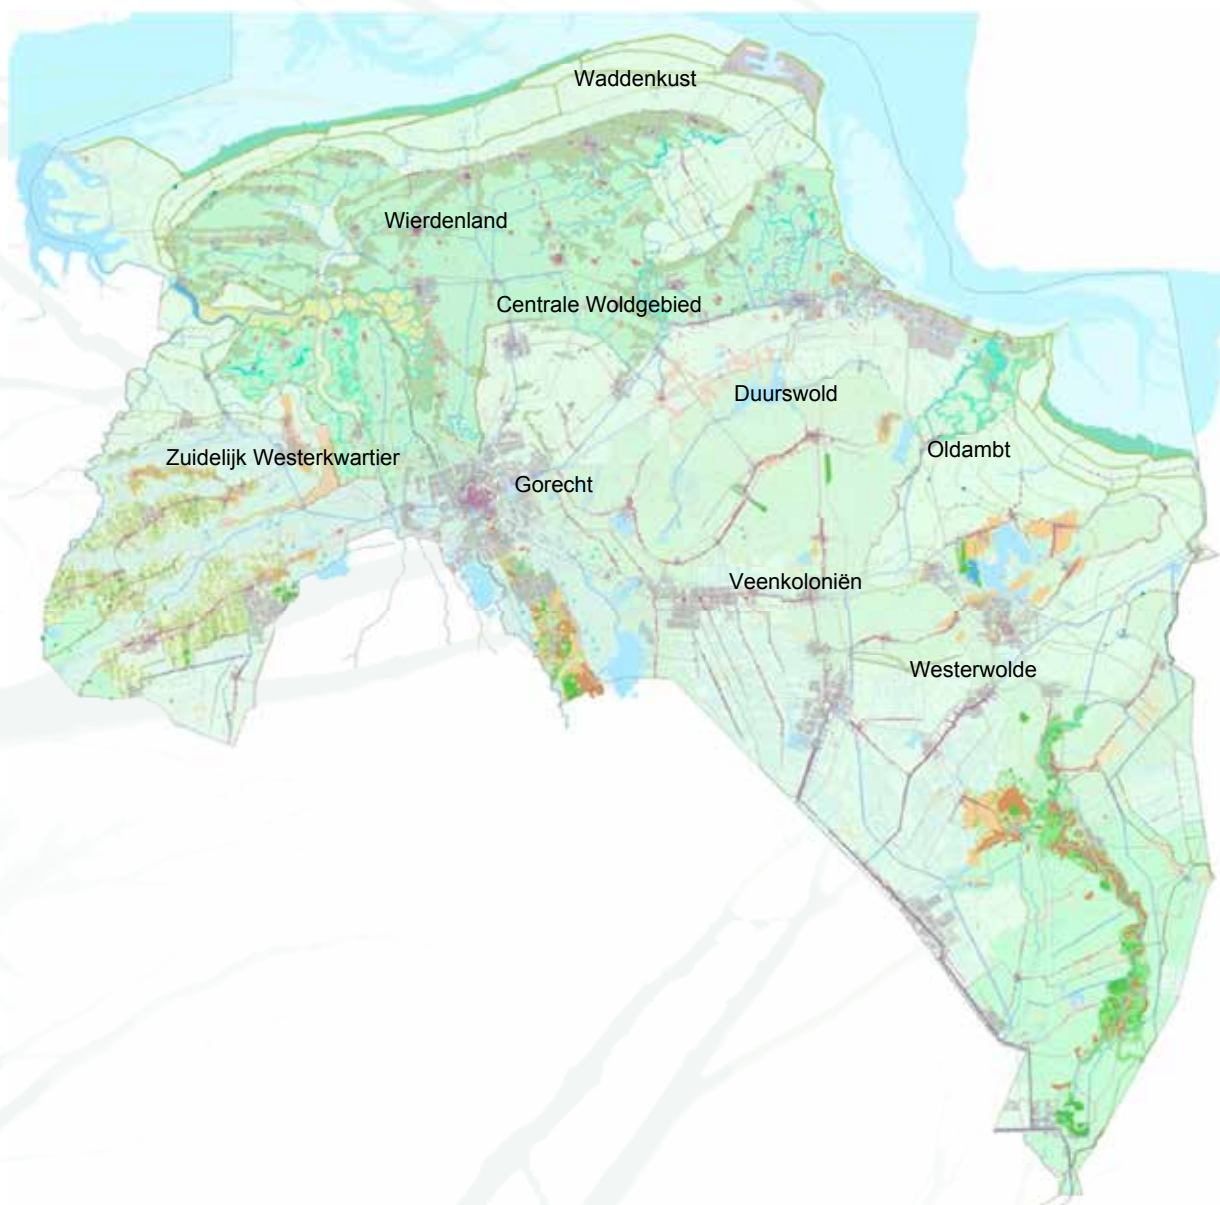 Waddenkust
Wierdenland
Centrale Woldgebied
Duurswold
Oldambt
Zuidelijk Westerkwartier
Gorecht
Veenkoloniën
Westerwolde